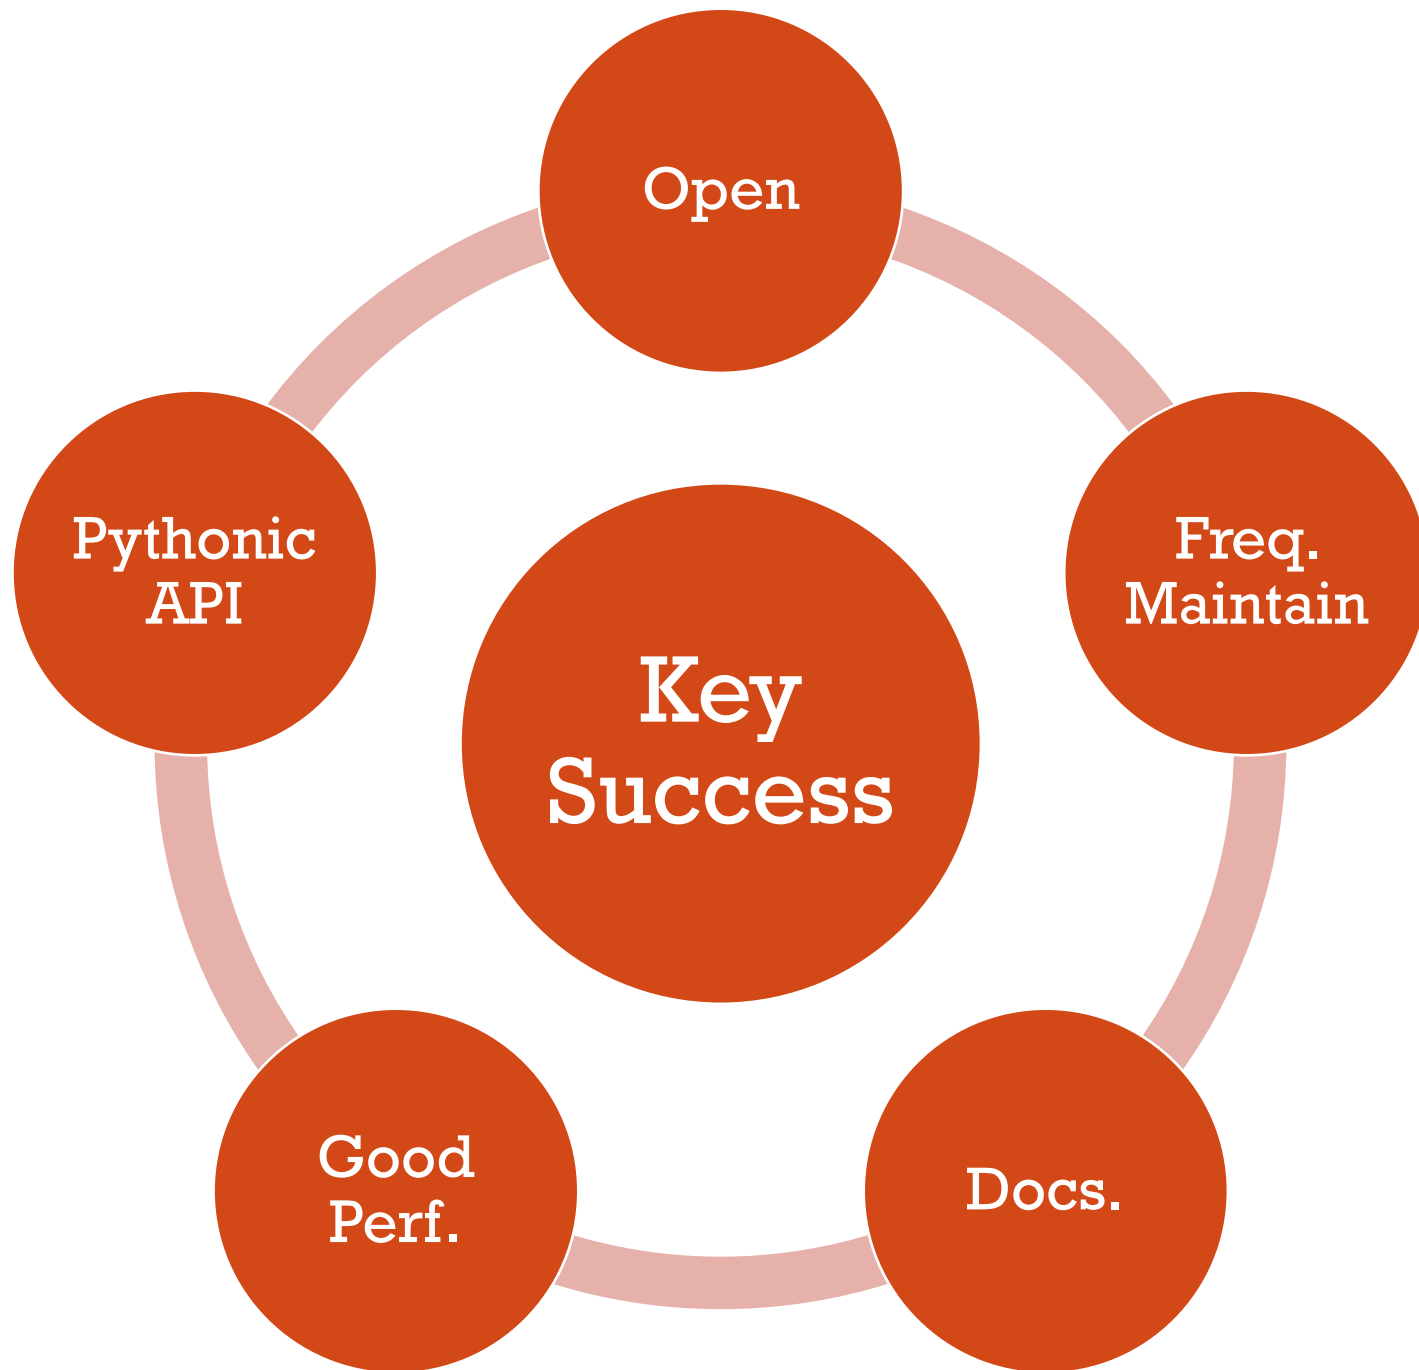 Open
Freq.
Maintain
Docs.
Good
Perf.
Pythonic
API
Key
Success